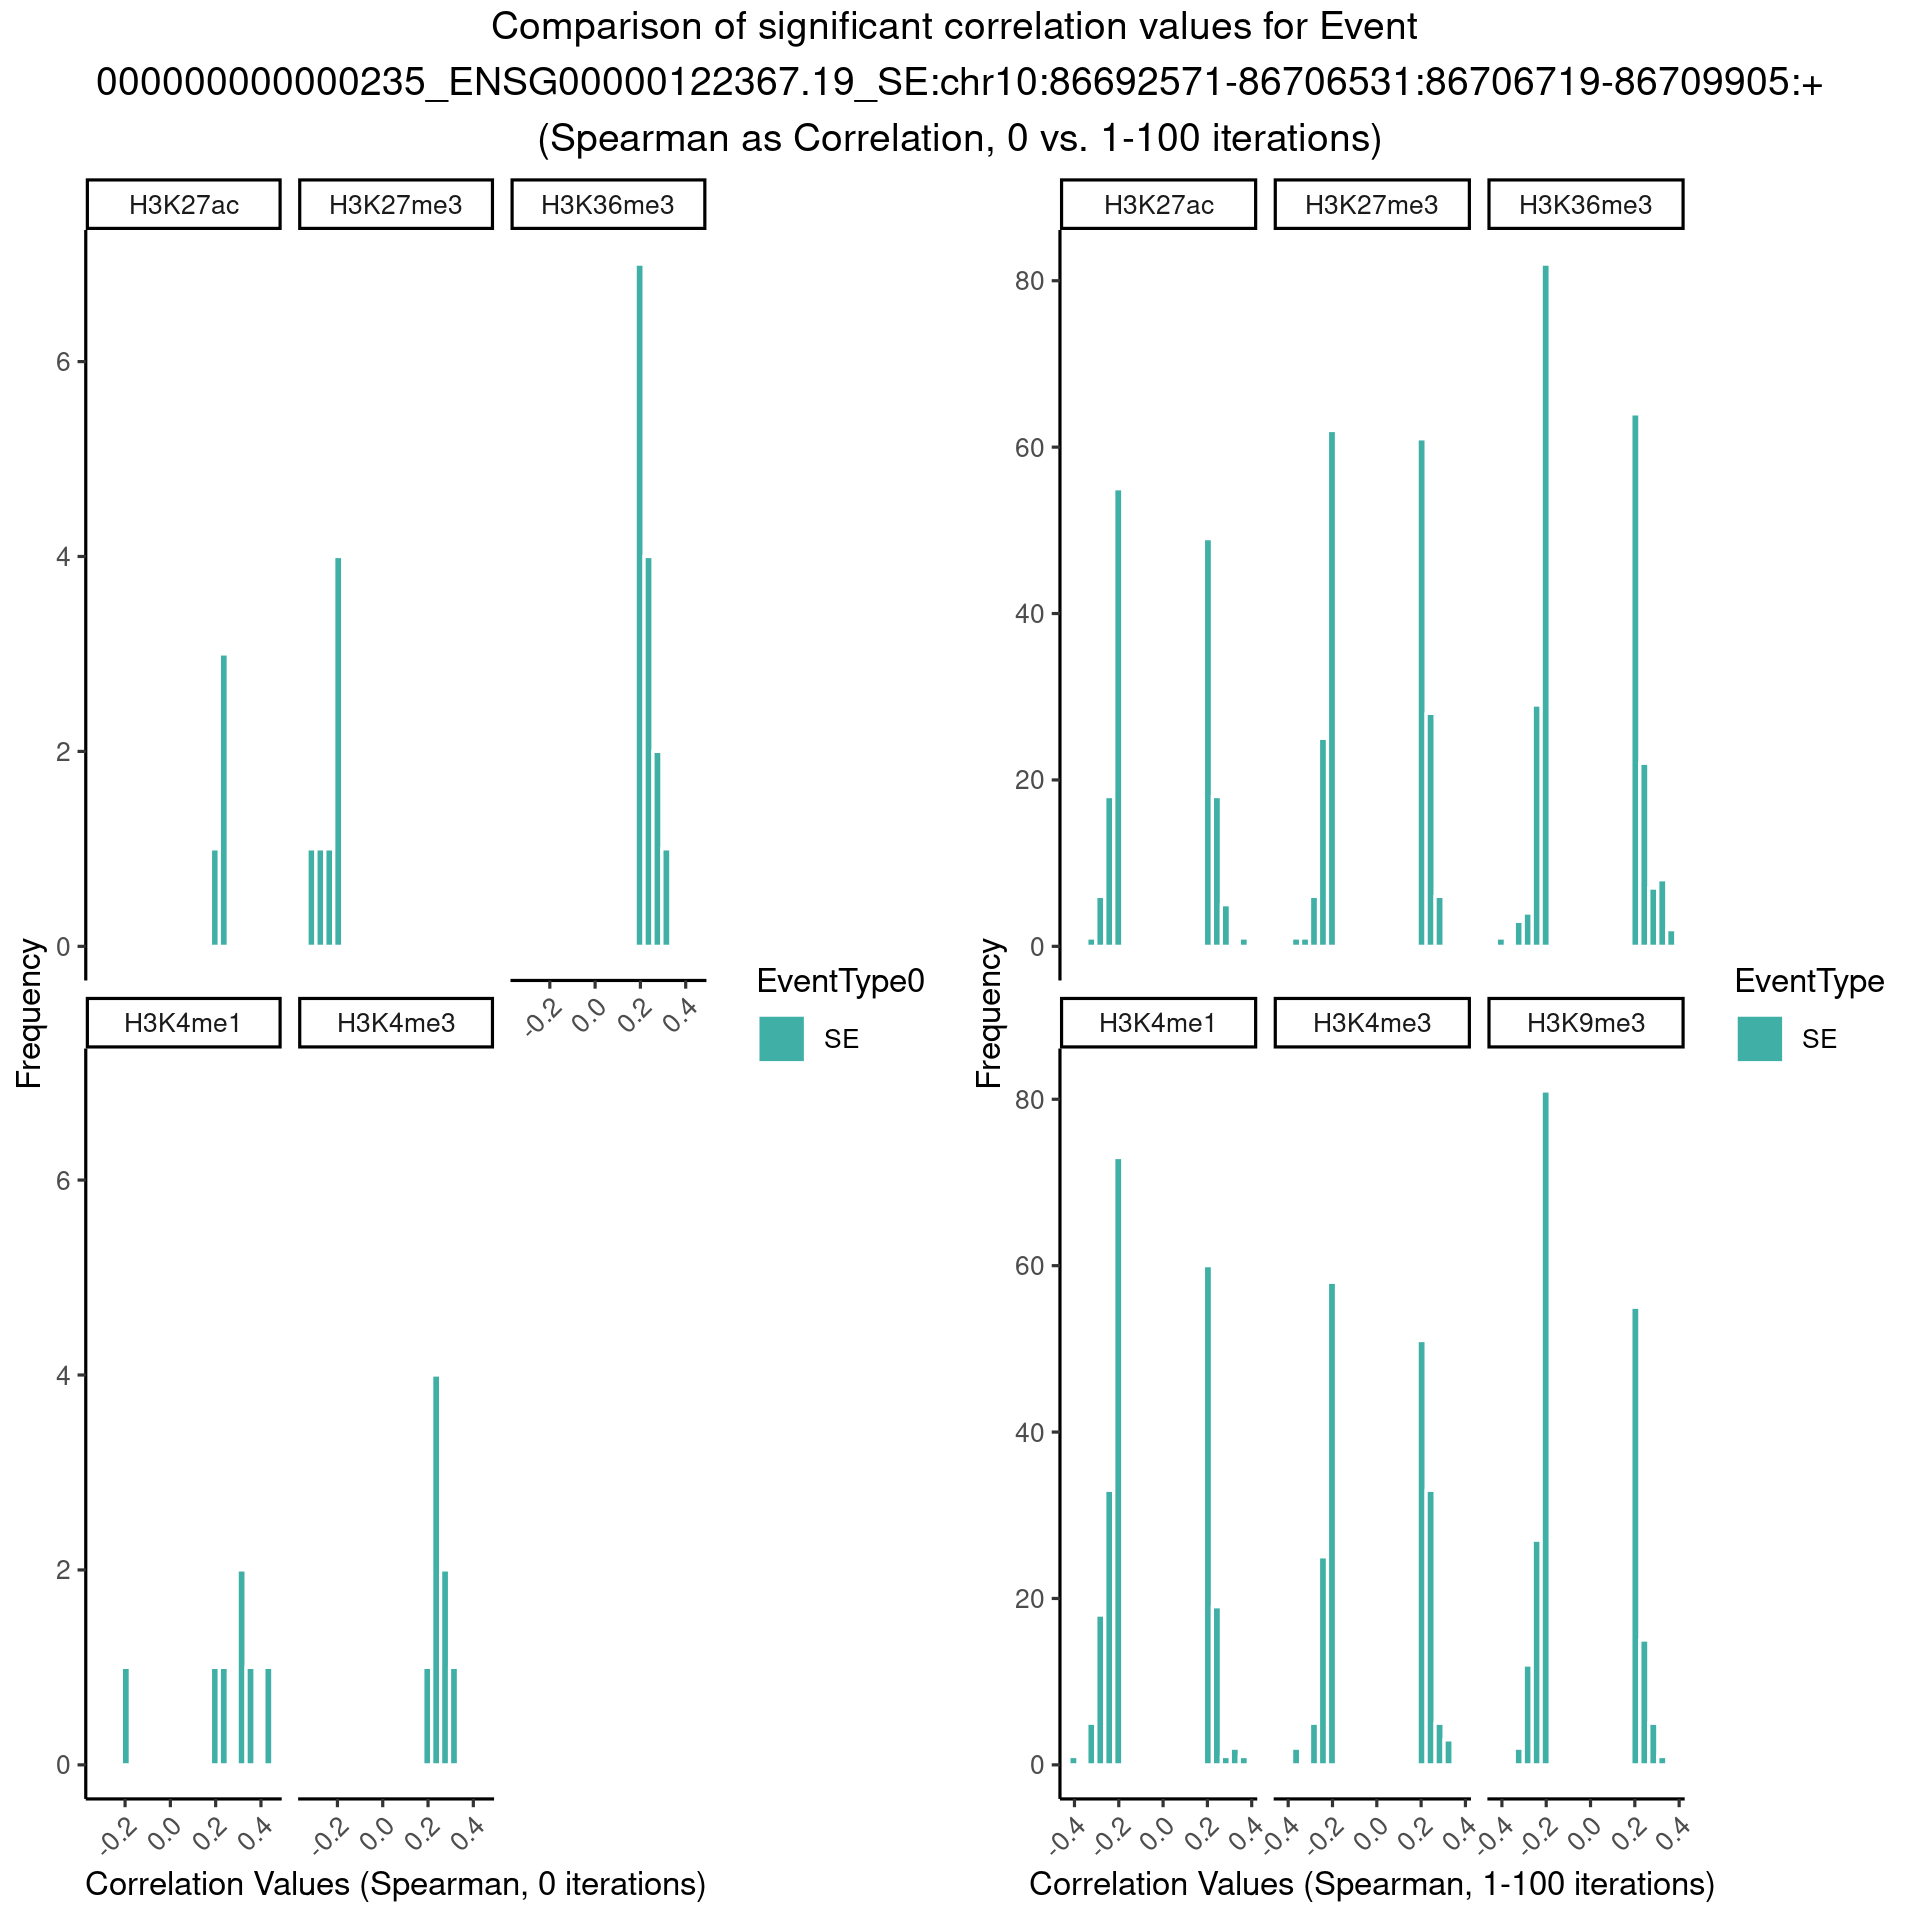 Comparison of significant correlation values for Event
000000000000235_ENSG00000122367.19_SE:chr10:86692571-86706531:86706719-86709905:+
(Spearman as Correlation, 0 vs. 1-100 iterations)
H3K27ac
H3K27me3
H3K36me3
6
4
2
0
-0.2
0.0
0.2
0.4
H3K4me1
H3K4me3
6
4
2
0
-0.2
0.0
0.2
0.4
-0.2
0.0
0.2
0.4
Frequency
Correlation Values (Spearman, 0 iterations)
EventType0
SE
H3K27ac
H3K27me3
H3K36me3
80
60
40
20
0
H3K4me1
H3K4me3
H3K9me3
80
60
40
20
0
-0.4
-0.2
0.0
0.2
0.4
-0.4
-0.2
0.0
0.2
0.4
-0.4
-0.2
0.0
0.2
0.4
Frequency
Correlation Values (Spearman, 1-100 iterations)
EventType
SE